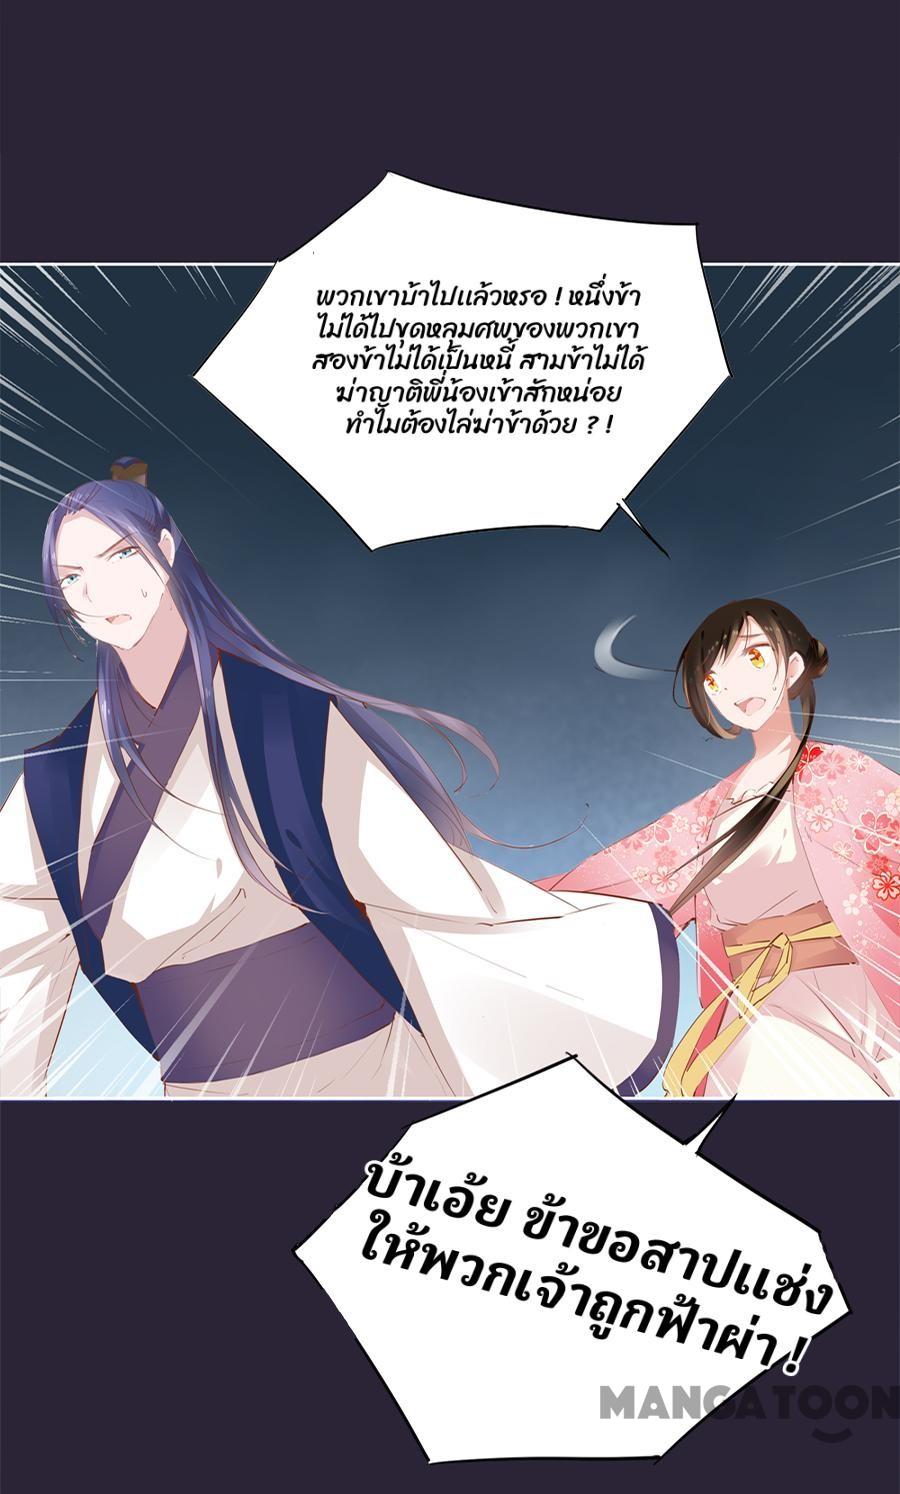 พวกเขาบ้าไปแล้วหรอ ! หนึ่งข้า
ไม่ได้ไปขุดหลุมศพของพวกเขา
สองข้าไม่ได้เป็นหนี้ สามข้าไม่ได้
ฆ่าญาติพี่น้องเข้าสักหน่อย
ทำไมต้องไล่ฆ่าข้าด้วย ? !
บ้าเอ้ย ข้าขอสาปแช่ง
ให้พวกเจ้าถูกฟ้าผ่า !
MANGATOON